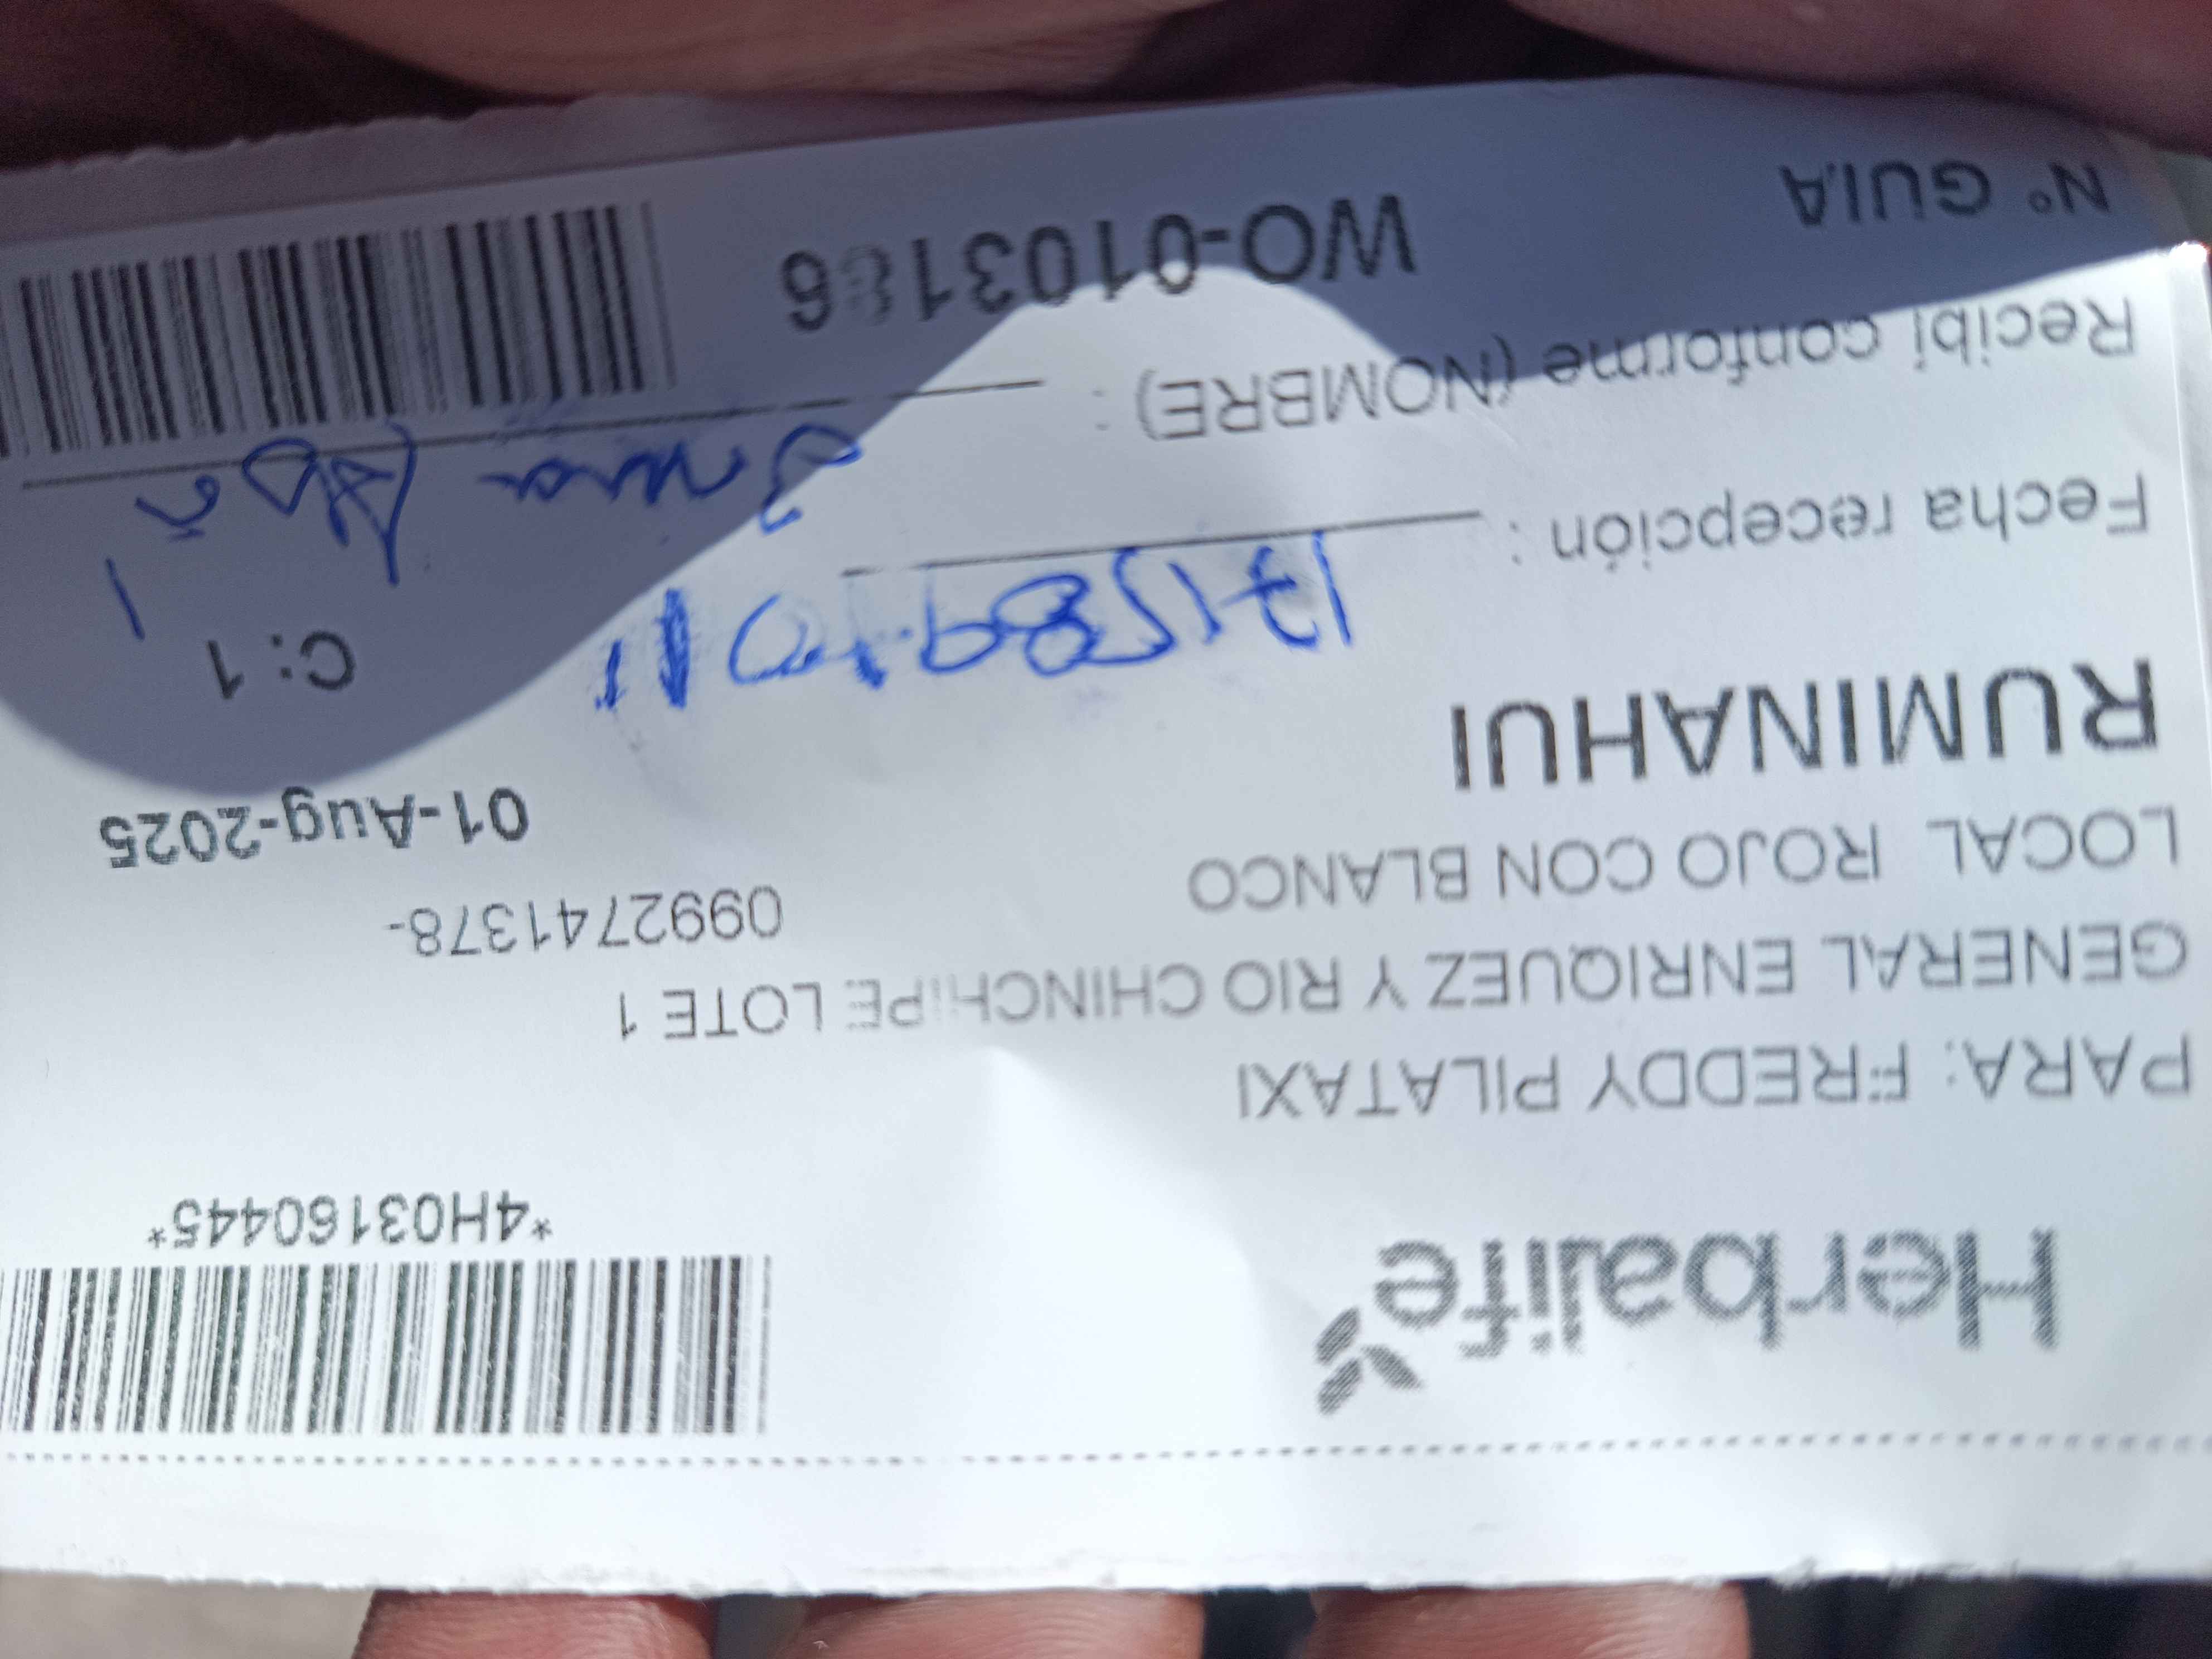 Herbalife
*4H03160445*
PARA: FREDDY PILATAXI
GENERAL ENRIQUEZ Y RIO CHINCHIPE LOTE 1
LOCAL ROJO CON BLANCO
0992741378-
01-Aug-2025
RUMINAHUI
C: 1
Fecha recepción :
Recibí conforme (NOMBRE) :
N° GUIA
WO-0103186